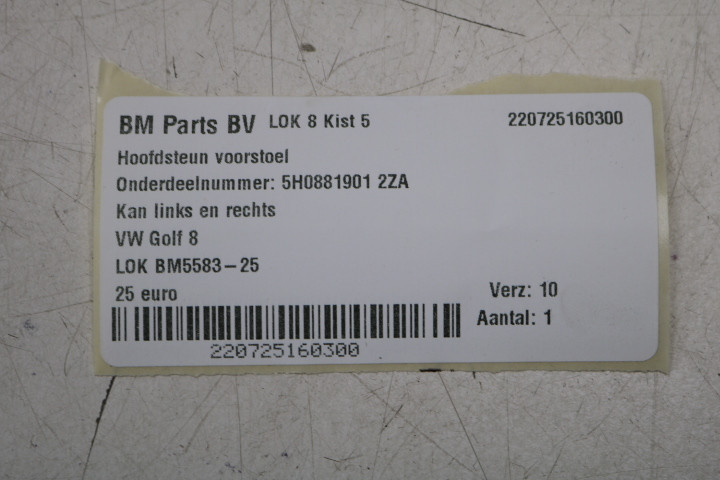 BM Parts BV LOK 8 Kist 5 220725160300
Hoofdsteun voorstoel
Onderdeelnummer: 5H0881901 2ZA
Kan links en rechts
VW Golf 8
LOK BM5583-25
25 euro Verz: 10
Aantal: 1
220725160300